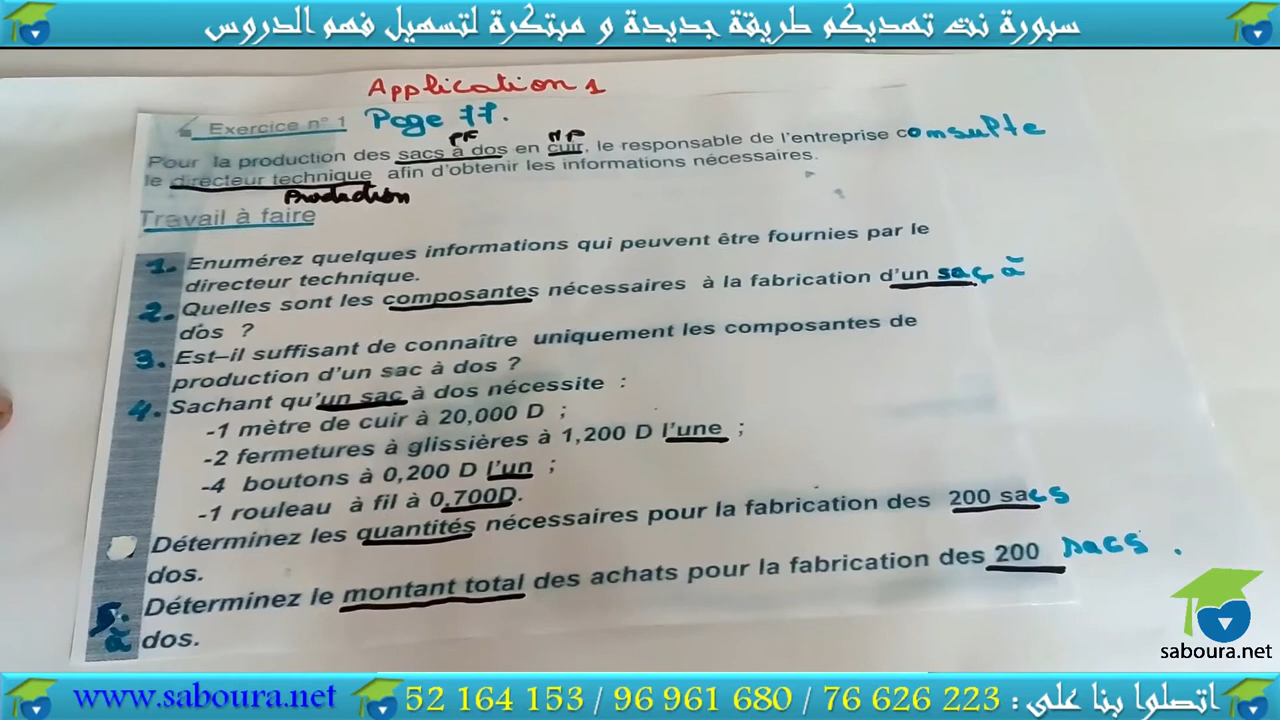 سبورة نت تهديكم طريقة جديدة و مبتكرة لتسهيل فهم الدروس
Application 1
Exercice n° 1 Page 77.
PF MP
Pour la production des sacs à dos en cuir, le responsable de l'entreprise consulte
le directeur technique afin d'obtenir les informations nécessaires.
Production
Travail à faire
1. Enumérez quelques informations qui peuvent être fournies par le
directeur technique.
2. Quelles sont les composantes nécessaires à la fabrication d'un sac à
dos ?
3. Est–il suffisant de connaître uniquement les composantes de
production d'un sac à dos ?
4. Sachant qu'un sac à dos nécessite :
-1 mètre de cuir à 20,000 D ;
-2 fermetures à glissières à 1,200 D l'une ;
-4 boutons à 0,200 D l'un ;
-1 rouleau à fil à 0,700D.
Déterminez les quantités nécessaires pour la fabrication des 200 sacs
dos.
5. Déterminez le montant total des achats pour la fabrication des 200 sacs.
à dos.
saboura.net
www.saboura.net 52 164 153 / 96 961 680 / 76 626 223 اتصلوا بنا على :